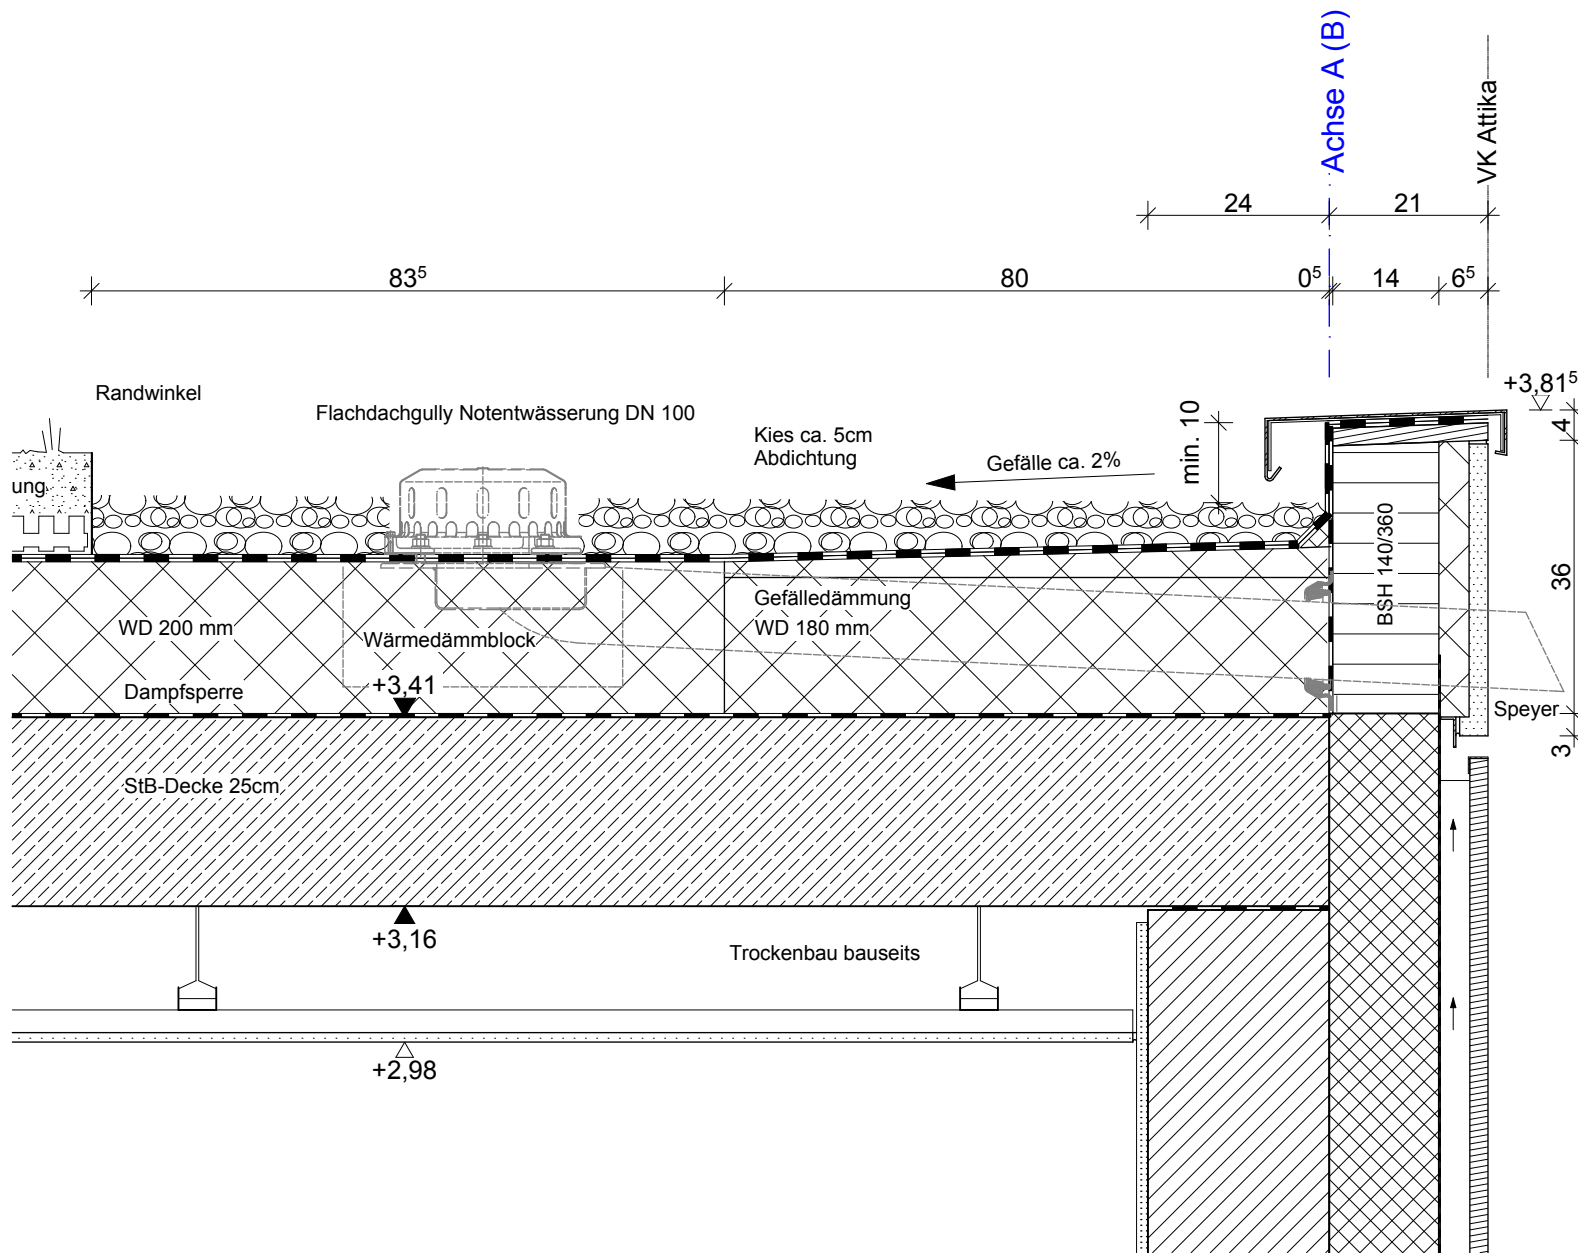 Achse A (B)
VK Attika
24
21
83⁵
80
0⁵
14
6⁵
Randwinkel
Flachdachgully Notentwässerung DN 100
Kies ca. 5cm
Abdichtung
Gefälle ca. 2%
min. 10
+3,81⁵
4
ung
BSH 140/360
36
WD 200 mm
Wärmedämmblock
Gefälledämmung
WD 180 mm
Dampfsperre
+3,41
Speyer
3
StB-Decke 25cm
+3,16
Trockenbau bauseits
+2,98